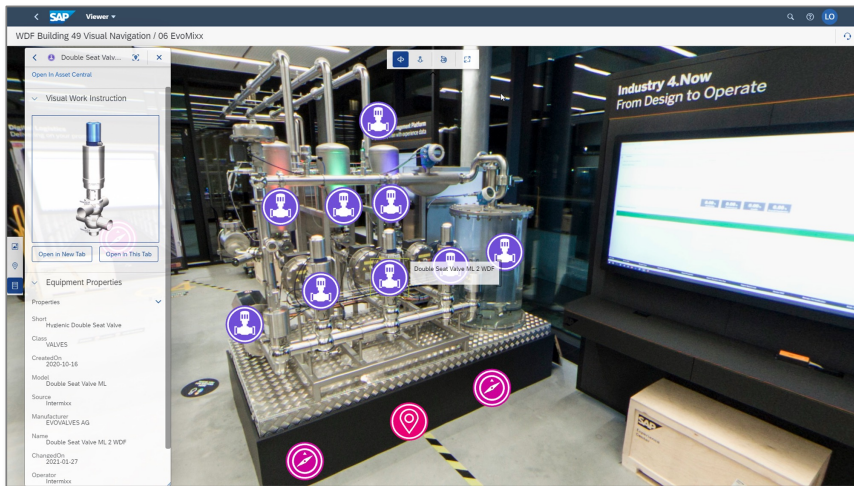 SAP Viewer
LO
WDF Building 49 Visual Navigation / 06 EvoMixx
Double Seat Valv...
Open In Asset Central
Visual Work Instruction
Open in New Tab
Open in This Tab
Equipment Properties
Properties
Short
Hygienic Double Seat Valve
Class
VALVES
CreatedOn
2020-10-16
Model
Double Seat Valve ML
Source
Intermixx
Manufacturer
EVOVALVES AG
Name
Double Seat Valve ML 2 WDF
ChangedOn
2021-01-27
Operator
Intermixx
Double Seat Valve ML 2 WDF
Industry 4.Now
From Design to Operate
SAP